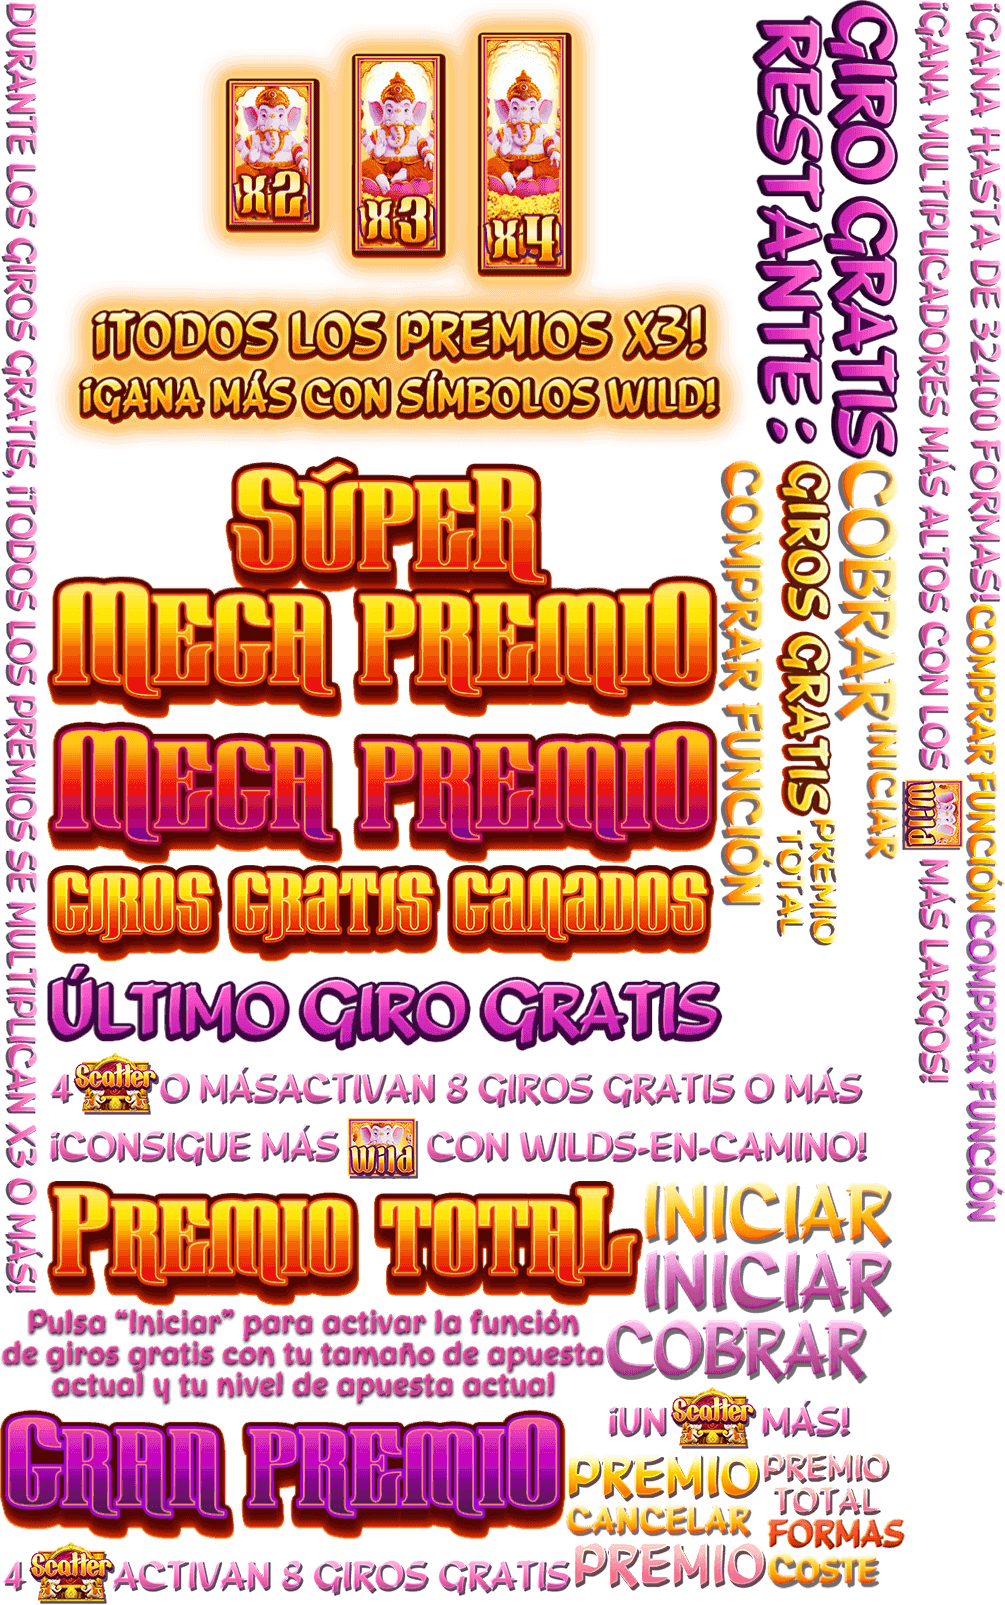 DURANTE LOS GIROS GRATIS, ¡TODOS LOS PREMIOS SE MULTIPLICAN X3 O MÁS!
X2
X3
X4
¡TODOS LOS PREMIOS X3!
¡GANA MÁS CON SÍMBOLOS WILD!
GIRO GRATIS
RESTANTE :
¡GANA MULTIPLICADORES MÁS ALTOS CON LOS Wild MÁS LARGOS!
¡GANA HASTA DE 32400 FORMAS!
COMPRAR FUNCIÓN
COMPRAR FUNCIÓN
SÚPER
MEGA PREMIO
COMPRAR FUNCIÓN
GIROS GRATIS
COBRAR
INICIAR
PREMIO
TOTAL
MEGA PREMIO
GIROS GRATIS GANADOS
ÚLTIMO GIRO GRATIS
4 Scatter O MÁSACTIVAN 8 GIROS GRATIS O MÁS
¡CONSIGUE MÁS Wild CON WILDS-EN-CAMINO!
PREMIO TOTAL
INICIAR
INICIAR
COBRAR
Pulsa “Iniciar” para activar la función
de giros gratis con tu tamaño de apuesta
actual y tu nivel de apuesta actual
¡UN Scatter MÁS!
GRAN PREMIO
PREMIO
CANCELAR
PREMIO
PREMIO
TOTAL
FORMAS
COSTE
4 Scatter ACTIVAN 8 GIROS GRATIS